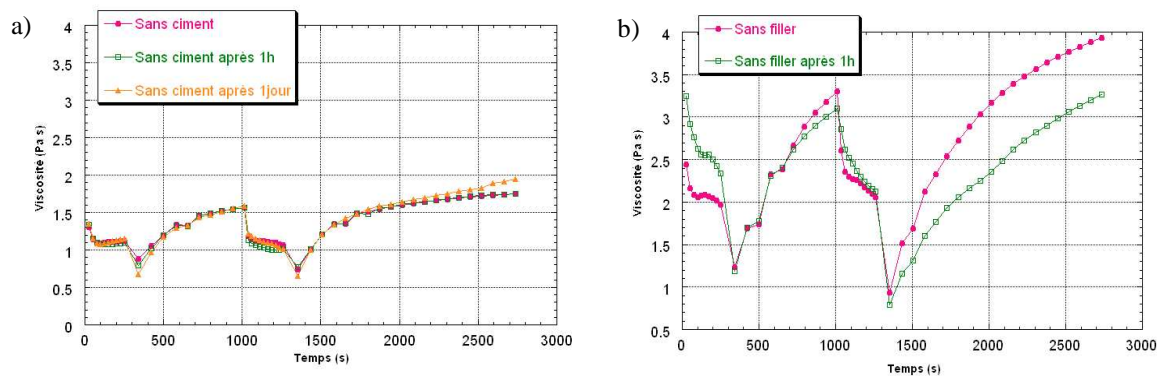 a)
Sans ciment
Sans ciment après 1h
Sans ciment après 1jour
4
3.5
3
2.5
2
1.5
1
0.5
0
Viscosité (Pa s)
0 500 1000 1500 2000 2500 3000
Temps (s)
b)
Sans filler
Sans filler après 1h
4
3.5
3
2.5
2
1.5
1
0.5
Viscosité (Pa s)
0 500 1000 1500 2000 2500 3000
Temps (s)